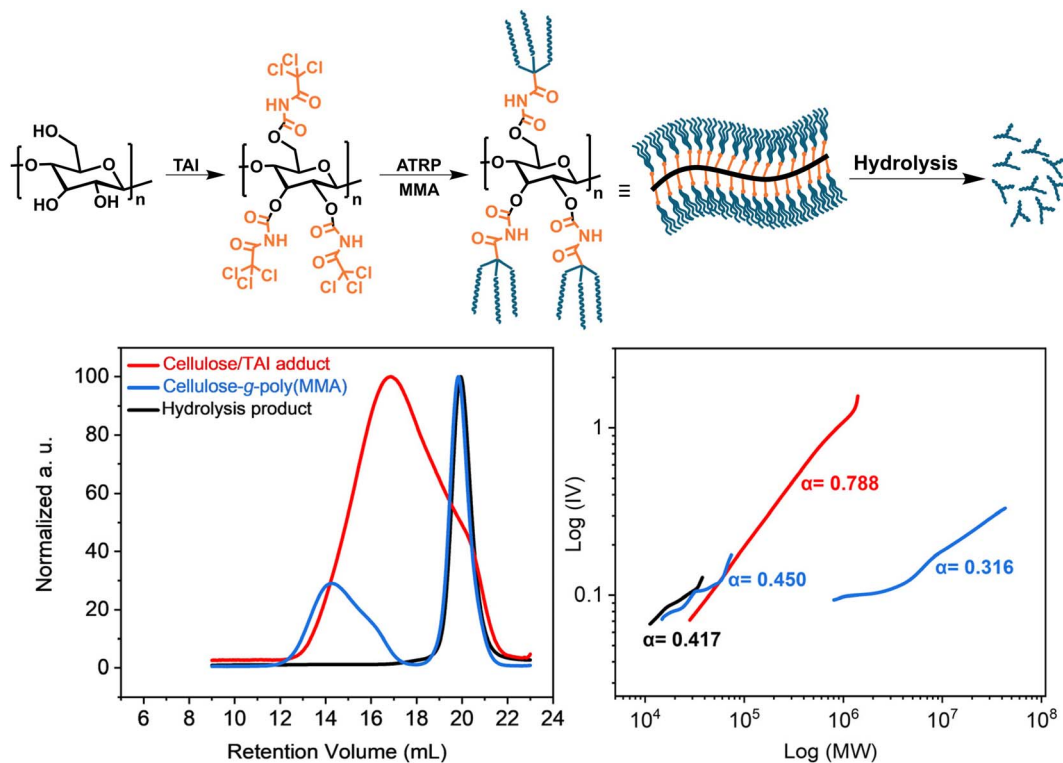 HO
O
HO
OH
O
n
TAI
Cl
Cl
Cl
O
HN
O
O
O
O
O
n
O
O
NH
O
Cl
Cl
Cl
O
O
NH
O
Cl
Cl
Cl
ATRP
MMA
O
HN
O
O
O
O
O
n
O
O
NH
O
O
O
NH
O
≡
Hydrolysis
Cellulose/TAI adduct
Cellulose-g-poly(MMA)
Hydrolysis product
Normalized a. u.
100
80
60
40
20
0
6 8 10 12 14 16 18 20 22 24
Retention Volume (mL)
Log (IV)
1
0.1
α= 0.788
α= 0.450
α= 0.316
α= 0.417
10⁴ 10⁵ 10⁶ 10⁷ 10⁸
Log (MW)